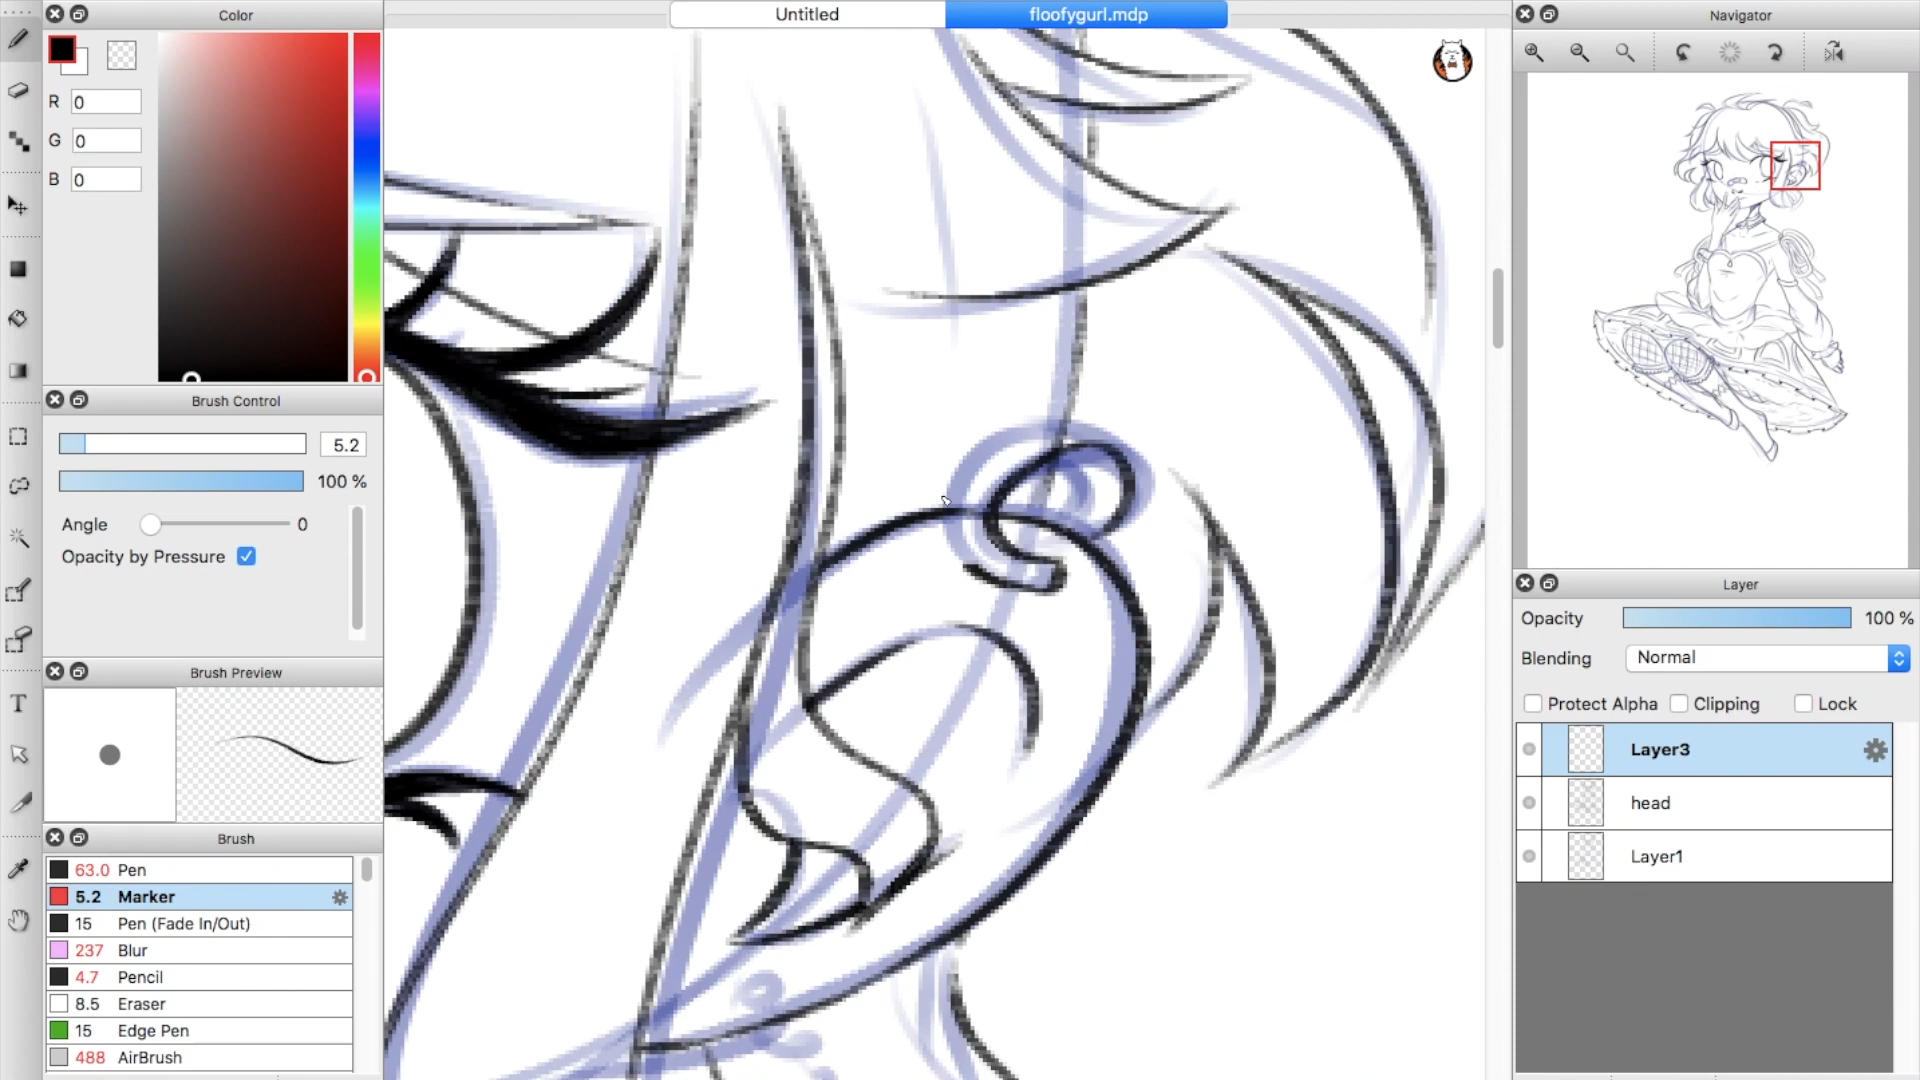 Untitled
floofygurl.mdp
Color
R 0
G 0
B 0
Brush Control
5.2
100 %
Angle 0
Opacity by Pressure
Brush Preview
Brush
63.0 Pen
5.2 Marker
15 Pen (Fade In/Out)
237 Blur
4.7 Pencil
8.5 Eraser
15 Edge Pen
488 AirBrush
T
Navigator
Layer
Opacity 100 %
Blending Normal
Protect Alpha Clipping Lock
Layer3
head
Layer1